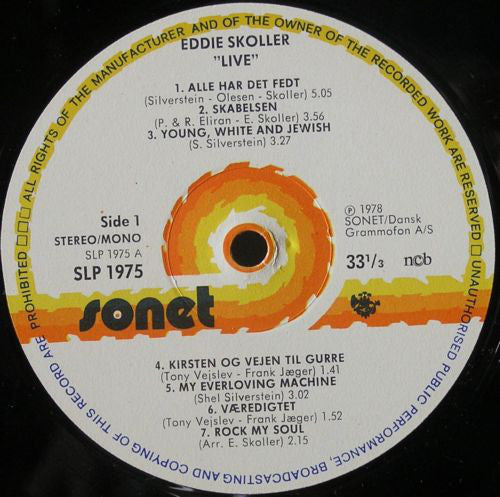 ALL RIGHTS OF THE MANUFACTURER AND OF THE OWNER OF THE RECORDED WORK ARE RESERVED
UNAUTHORISED PUBLIC PERFORMANCE, BROADCASTING AND COPYING OF THIS RECORD ARE PROHIBITED
EDDIE SKOLLER
"LIVE"
1. ALLE HAR DET FEDT
(Silverstein - Olesen - Skoller) 5.05
2. SKABELSEN
(P. & R. Eliran - E. Skoller) 3.56
3. YOUNG, WHITE AND JEWISH
(S. Silverstein) 3.27
Side 1
STEREO/MONO
SLP 1975 A
SLP 1975
℗ 1978
SONET/Dansk
Grammofon A/S
33 1/3 ncb
sonet
4. KIRSTEN OG VEJEN TIL GURRE
(Tony Vejslev - Frank Jæger) 1.41
5. MY EVERLOVING MACHINE
(Shel Silverstein) 3.02
6. VÆREDIGTET
(Tony Vejslev - Frank Jæger) 1.52
7. ROCK MY SOUL
(Arr. E. Skoller) 2.15